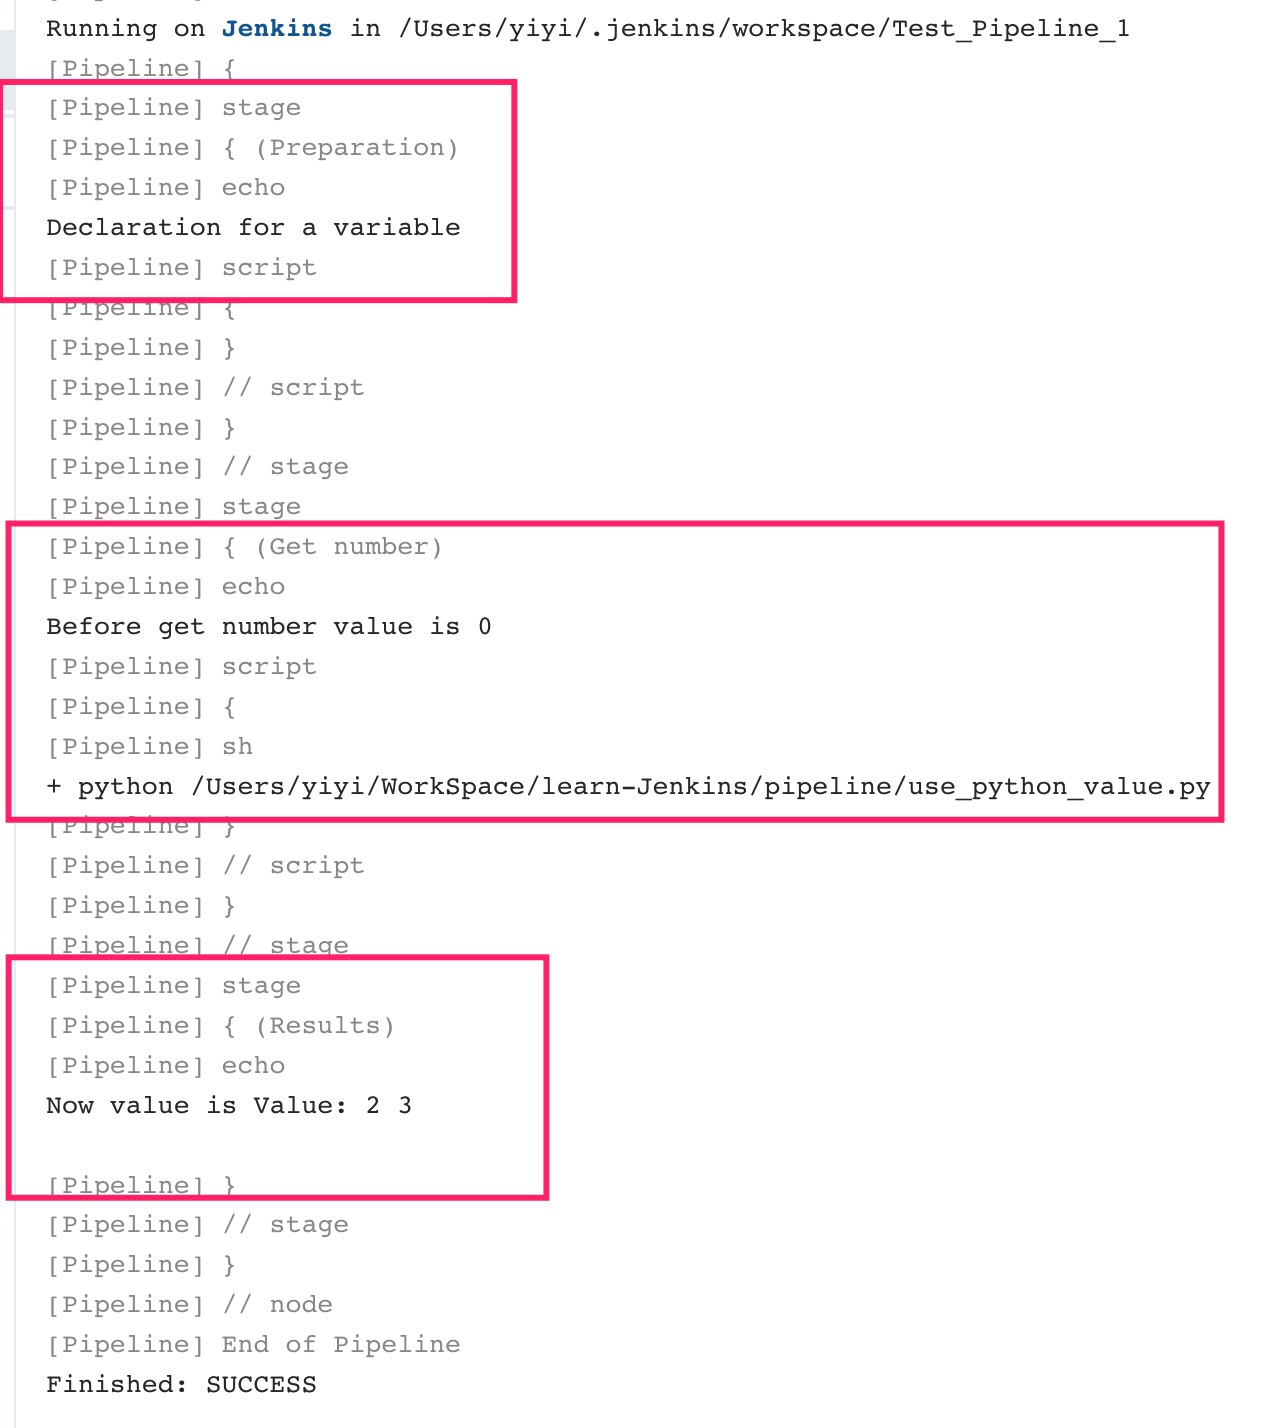 Running on Jenkins in /Users/yiyi/.jenkins/workspace/Test_Pipeline_1
[Pipeline] {
[Pipeline] stage
[Pipeline] { (Preparation)
[Pipeline] echo
Declaration for a variable
[Pipeline] script
[Pipeline] {
[Pipeline] }
[Pipeline] // script
[Pipeline] }
[Pipeline] // stage
[Pipeline] stage
[Pipeline] { (Get number)
[Pipeline] echo
Before get number value is 0
[Pipeline] script
[Pipeline] {
[Pipeline] sh
+ python /Users/yiyi/WorkSpace/learn-Jenkins/pipeline/use_python_value.py
[Pipeline] }
[Pipeline] // script
[Pipeline] }
[Pipeline] // stage
[Pipeline] stage
[Pipeline] { (Results)
[Pipeline] echo
Now value is Value: 2 3
[Pipeline] }
[Pipeline] // stage
[Pipeline] }
[Pipeline] // node
[Pipeline] End of Pipeline
Finished: SUCCESS